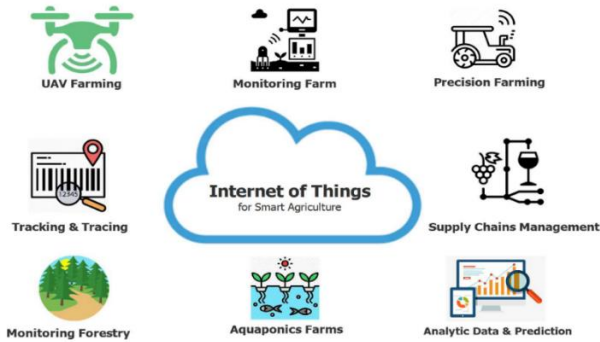 UAV Farming
Monitoring Farm
Precision Farming
Internet of Things
for Smart Agriculture
12345
Tracking & Tracing
Supply Chains Management
Monitoring Forestry
Aquaponics Farms
Analytic Data & Prediction